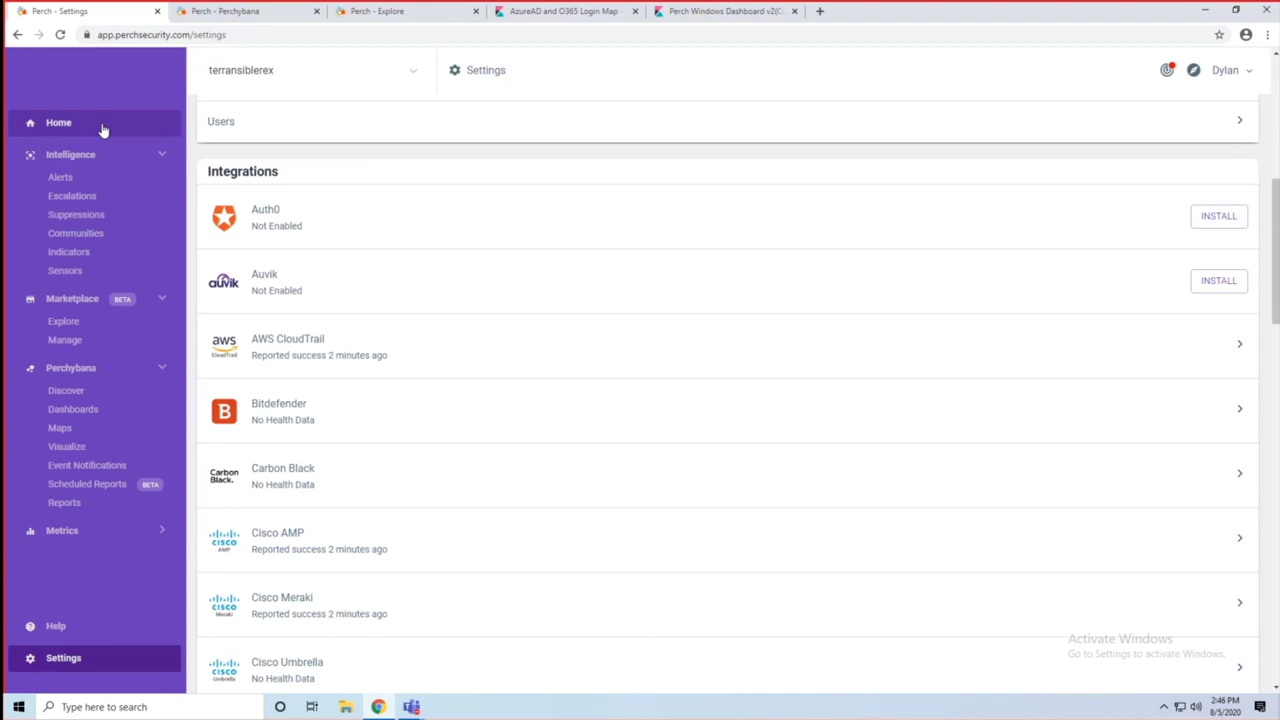 Perch - Settings
Perch - Perchybana
Perch - Explore
AzureAD and O365 Login Map
Perch Windows Dashboard v2(C
app.perchsecurity.com/settings
terransiblerex
Settings
Dylan
Home
Intelligence
Alerts
Escalations
Suppressions
Communities
Indicators
Sensors
Marketplace BETA
Explore
Manage
Perchybana
Discover
Dashboards
Maps
Visualize
Event Notifications
Scheduled Reports BETA
Reports
Metrics
Help
Settings
Users
Integrations
Auth0
Not Enabled
INSTALL
auvik
Auvik
Not Enabled
INSTALL
aws
CloudTrail
AWS CloudTrail
Reported success 2 minutes ago
B
Bitdefender
No Health Data
Carbon
Black.
Carbon Black
No Health Data
CISCO
AMP
Cisco AMP
Reported success 2 minutes ago
CISCO
Meraki
Cisco Meraki
Reported success 2 minutes ago
CISCO
Umbrella
Cisco Umbrella
No Health Data
Activate Windows
Go to Settings to activate Windows.
Type here to search
2:46 PM
8/5/2020